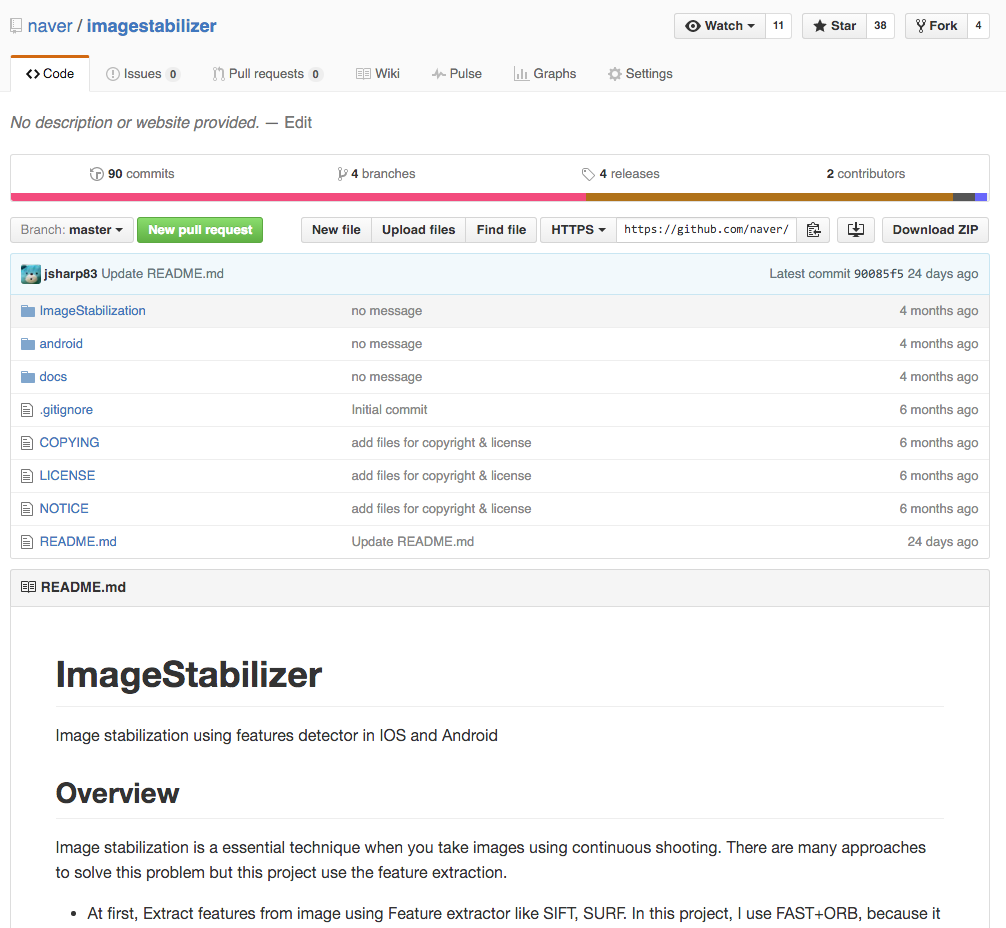 naver / imagestabilizer
Watch 11 Star 38 Fork 4
Code Issues 0 Pull requests 0 Wiki Pulse Graphs Settings
No description or website provided. — Edit
90 commits 4 branches 4 releases 2 contributors
Branch: master New pull request New file Upload files Find file HTTPS https://github.com/naver/ Download ZIP
jsharp83 Update README.md Latest commit 90085f5 24 days ago
ImageStabilization no message 4 months ago
android no message 4 months ago
docs no message 4 months ago
.gitignore Initial commit 6 months ago
COPYING add files for copyright & license 6 months ago
LICENSE add files for copyright & license 6 months ago
NOTICE add files for copyright & license 6 months ago
README.md Update README.md 24 days ago
README.md
ImageStabilizer
Image stabilization using features detector in IOS and Android
Overview
Image stabilization is a essential technique when you take images using continuous shooting. There are many approaches
to solve this problem but this project use the feature extraction.
• At first, Extract features from image using Feature extractor like SIFT, SURF. In this project, I use FAST+ORB, because it